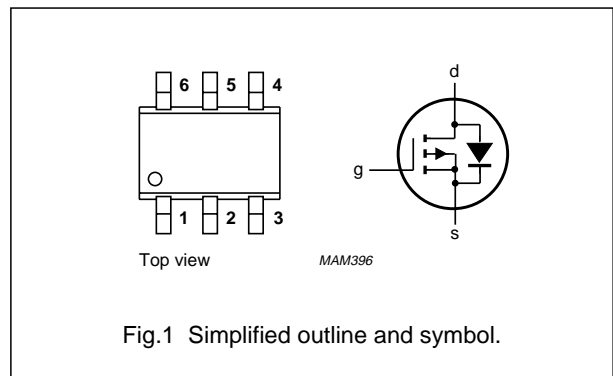 d
6 5 4
g
1 2 3
s
Top view
MAM396
Fig.1 Simplified outline and symbol.